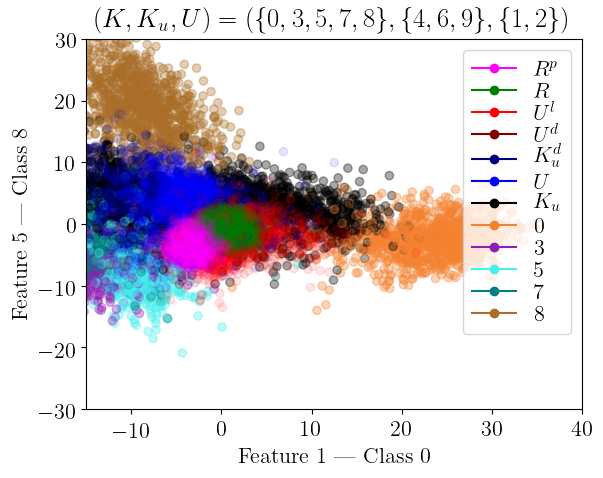 (K, K_u, U) = ({0, 3, 5, 7, 8}, {4, 6, 9}, {1, 2})
30
20
10
0
−10
−20
−30
Feature 5 — Class 8
R^p
R
U^l
U^d
K_u^d
U
K_u
0
3
5
7
8
−10
0
10
20
30
40
Feature 1 — Class 0